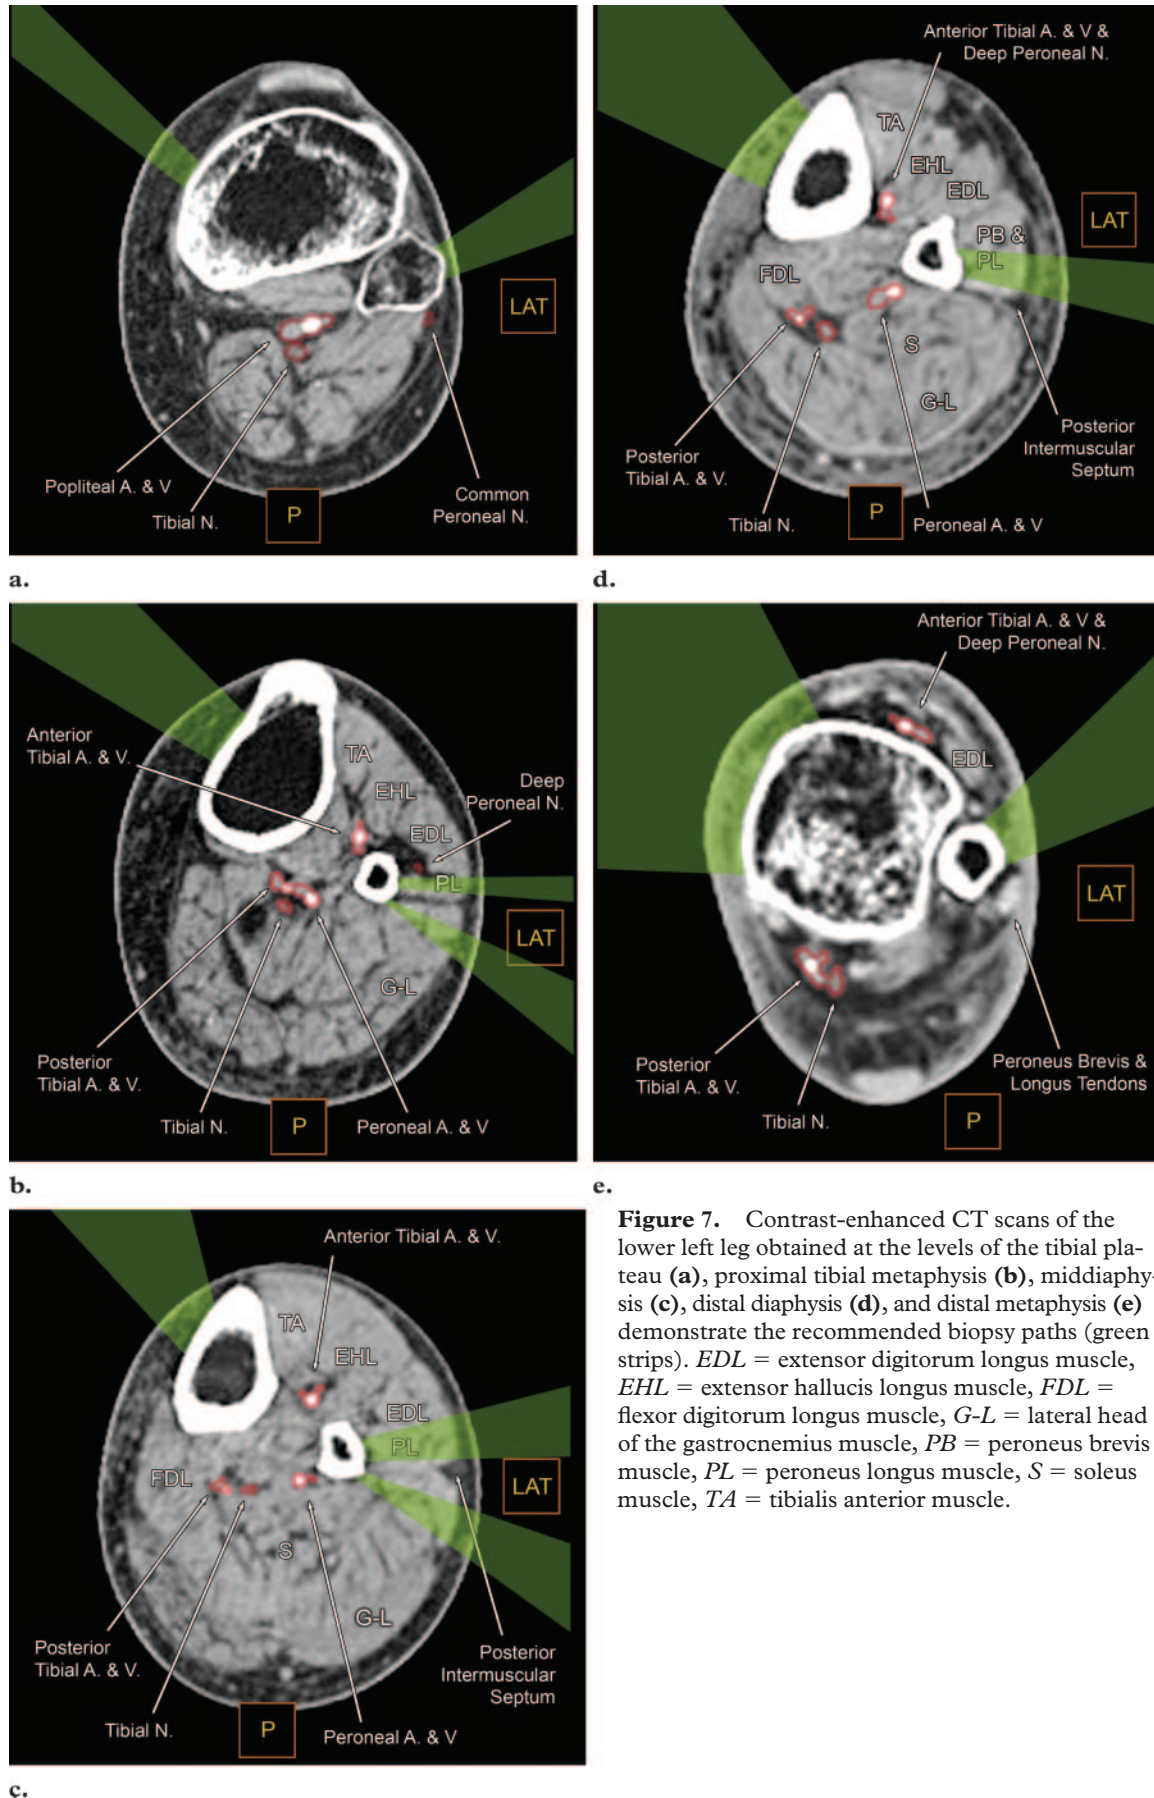 LAT
Popliteal A. & V
Tibial N.
P
Common
Peroneal N.
a.
Anterior
Tibial A. & V.
TA
EHL
Deep
Peroneal N.
EDL
PL
LAT
G-L
Posterior
Tibial A. & V.
Tibial N.
P
Peroneal A. & V
b.
Anterior Tibial A. & V.
TA
EHL
EDL
PL
FDL
LAT
S
G-L
Posterior
Tibial A. & V.
Tibial N.
P
Peroneal A. & V
Posterior
Intermuscular
Septum
c.
Anterior Tibial A. & V &
Deep Peroneal N.
TA
EHL
EDL
LAT
PB &
PL
FDL
S
G-L
Posterior
Tibial A. & V.
Tibial N.
P
Peroneal A. & V
Posterior
Intermuscular
Septum
d.
Anterior Tibial A. & V &
Deep Peroneal N.
EDL
LAT
Posterior
Tibial A. & V.
Tibial N.
P
Peroneus Brevis &
Longus Tendons
e.
Figure 7. Contrast-enhanced CT scans of the
lower left leg obtained at the levels of the tibial pla-
teau (a), proximal tibial metaphysis (b), middiaphy-
sis (c), distal diaphysis (d), and distal metaphysis (e)
demonstrate the recommended biopsy paths (green
strips). EDL = extensor digitorum longus muscle,
EHL = extensor hallucis longus muscle, FDL =
flexor digitorum longus muscle, G-L = lateral head
of the gastrocnemius muscle, PB = peroneus brevis
muscle, PL = peroneus longus muscle, S = soleus
muscle, TA = tibialis anterior muscle.